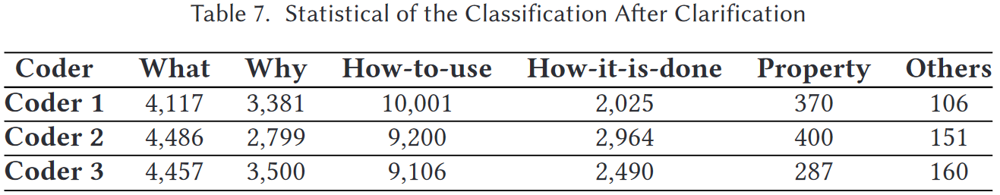 Table 7. Statistical of the Classification After Clarification
Coder What Why How-to-use How-it-is-done Property Others
Coder 1 4,117 3,381 10,001 2,025 370 106
Coder 2 4,486 2,799 9,200 2,964 400 151
Coder 3 4,457 3,500 9,106 2,490 287 160